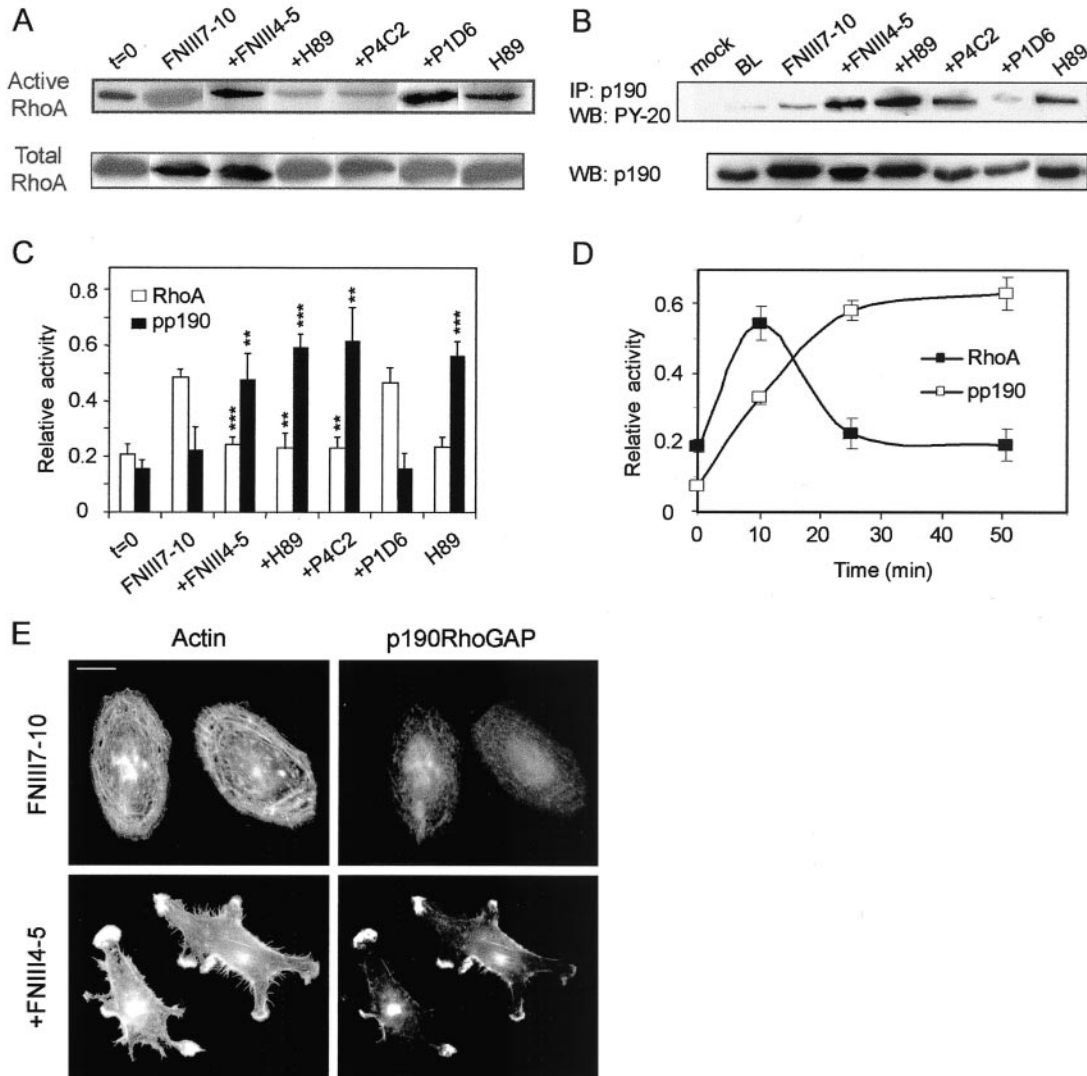 A
t=0 FNIII7-10 +FNIII4-5 +H89 +P4C2 +P1D6 H89
Active
RhoA
Total
RhoA
B
mock BL FNIII7-10 +FNIII4-5 +H89 +P4C2 +P1D6 H89
IP: p190
WB: PY-20
WB: p190
C
Relative activity
0.8
0.6
0.4
0.2
0
RhoA
pp190
*** ** ** *** ** ** ***
t=0 FNIII7-10 +FNIII4-5 +H89 +P4C2 +P1D6 H89
D
Relative activity
0.6
0.4
0.2
0
RhoA
pp190
0 10 20 30 40 50
Time (min)
E
Actin p190RhoGAP
FNIII7-10
+FNIII4-5